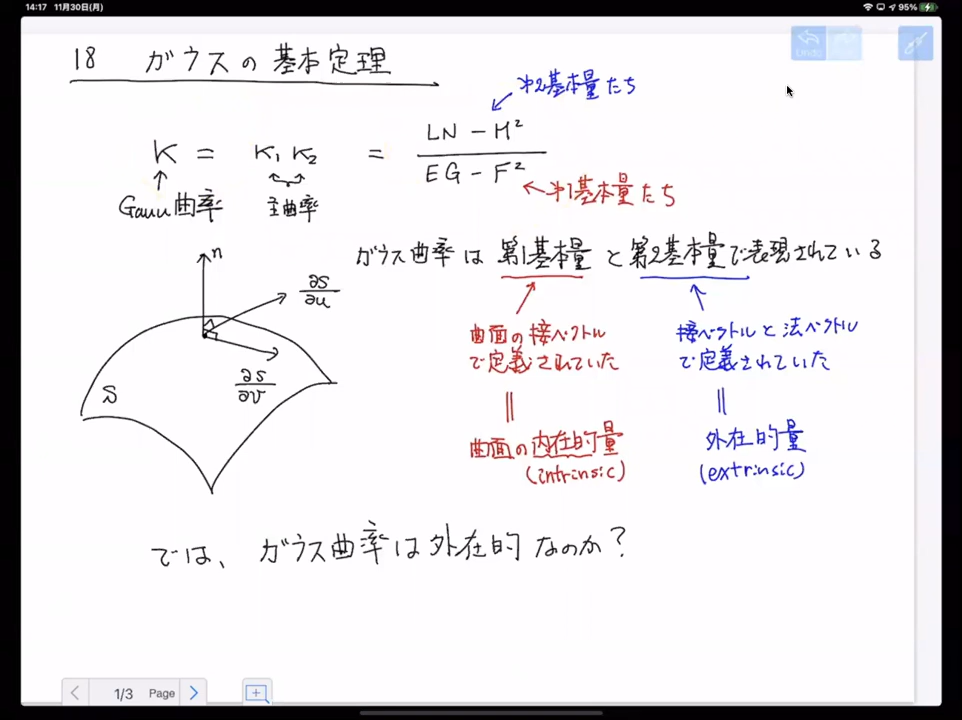 14:17 11月30日(月)
95%
18 ガウスの基本定理
Undo
K = K₁ K₂ = LN − M² / EG − F²
↙ 第2基本量たち
← 第1基本量たち
Gauss曲率
主曲率
ガウス曲率は 第1基本量 と 第2基本量で表現されている
n
∂S/∂u
∂S/∂v
S
曲面の接ベクトル
で定義されていた
||
曲面の内在的量
(intrinsic)
接ベクトルと法ベクトル
で定義されていた
||
外在的量
(extrinsic)
では、ガウス曲率は外在的なのか?
1/3 Page